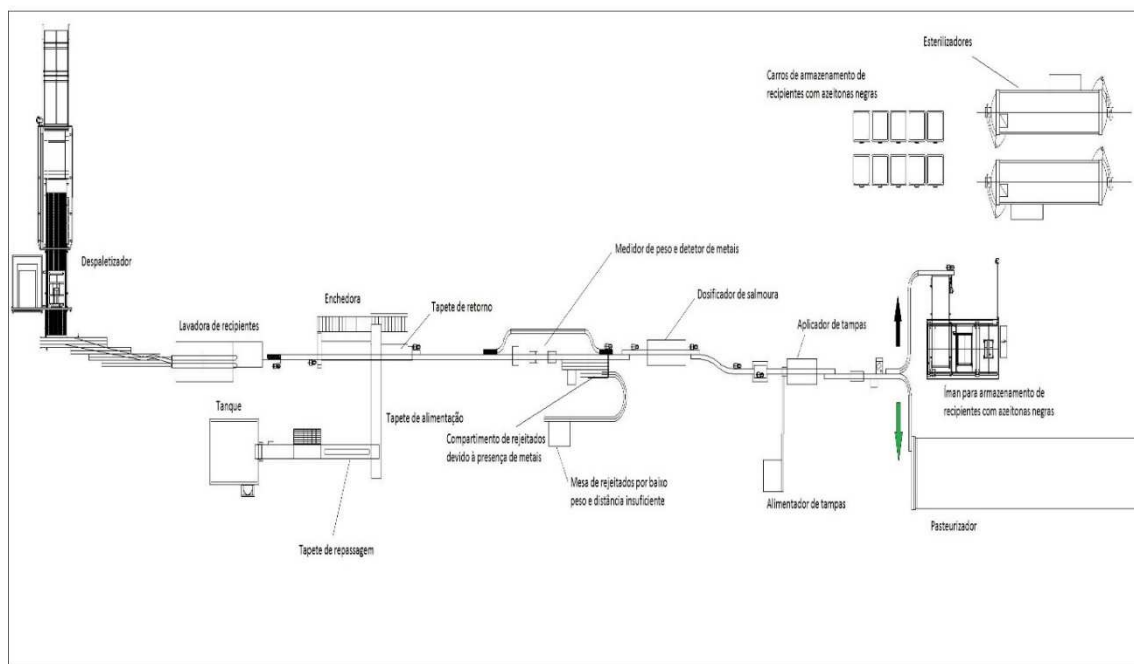 Esterilizadores
Carros de armazenamento de
recipientes com azeitonas negras
Despaletizador
Medidor de peso e detetor de metais
Enchedora
Tapete de retorno
Dosificador de salmoura
Lavadora de recipientes
Aplicador de tampas
Íman para armazenamento de
recipientes com azeitonas negras
Tanque
Tapete de alimentação
Compartimento de rejeitados
devido à presença de metais
Mesa de rejeitados por baixo
peso e distância insuficiente
Alimentador de tampas
Pasteurizador
Tapete de repassagem